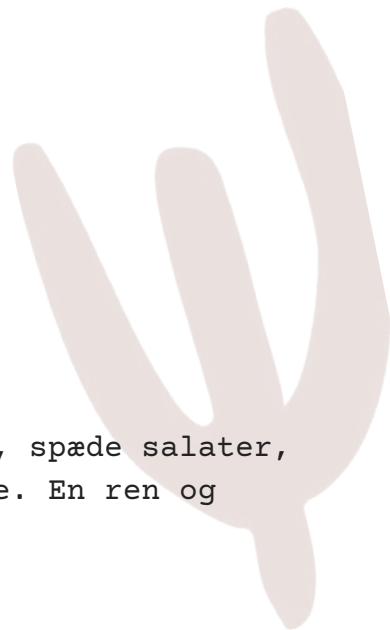 , spæde salater,
e. En ren og